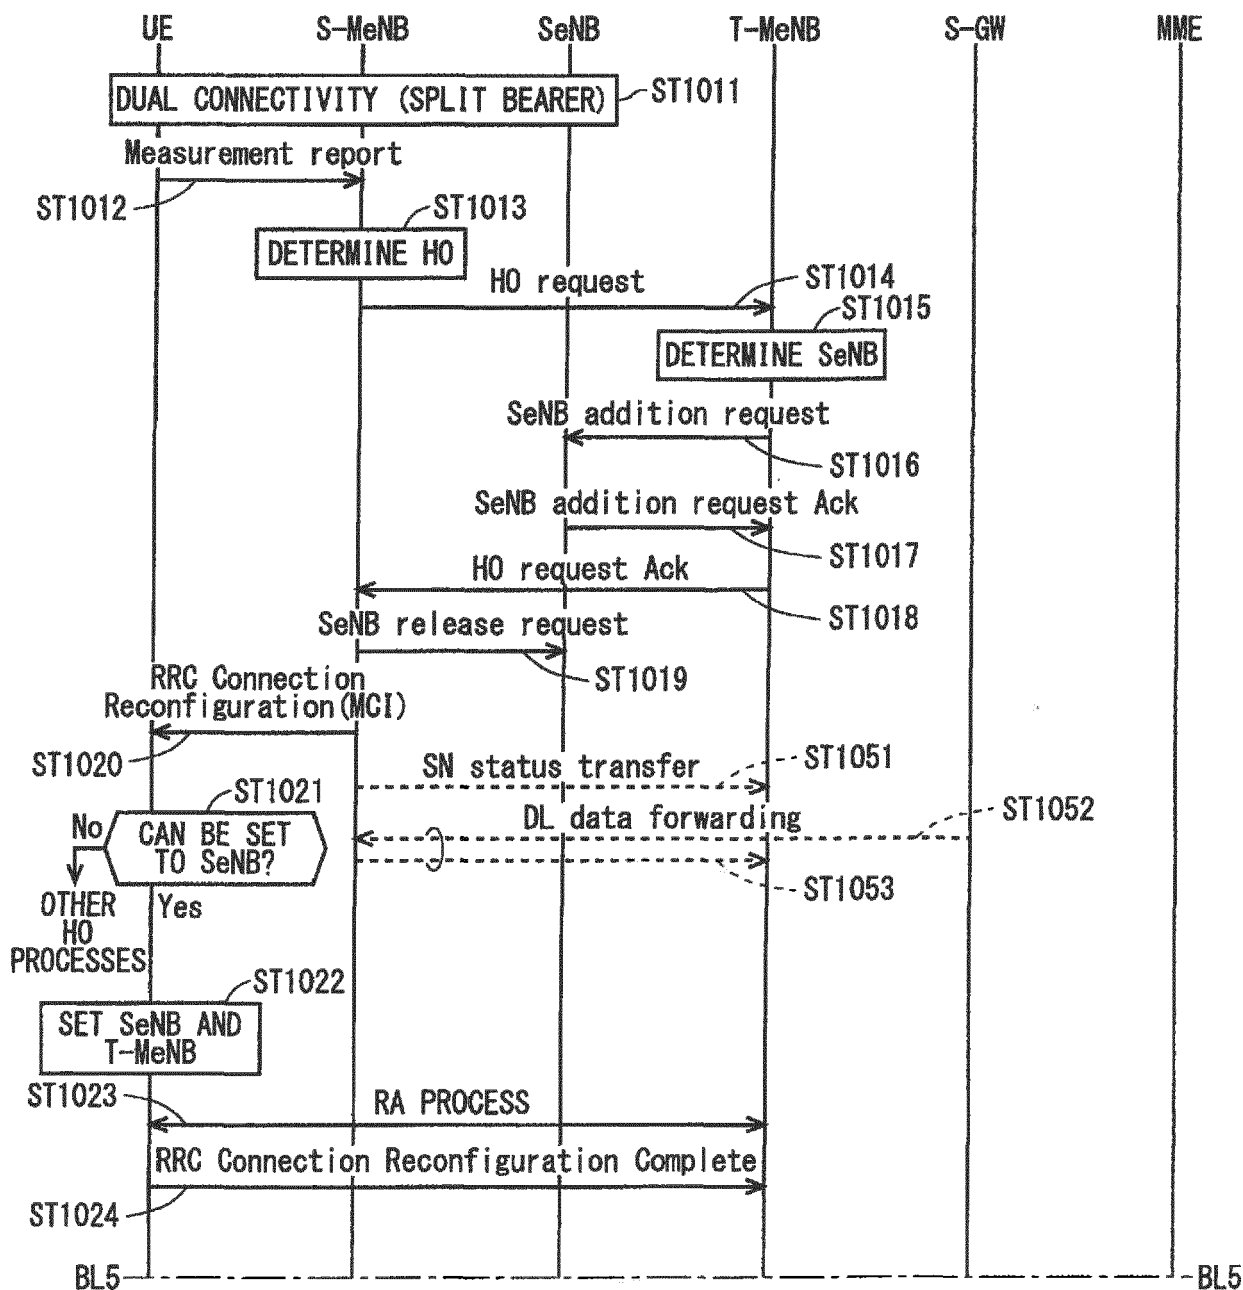 UE S-MeNB SeNB T-MeNB S-GW MME
DUAL CONNECTIVITY (SPLIT BEARER) ST1011
Measurement report
ST1012
ST1013
DETERMINE HO
HO request
ST1014
ST1015
DETERMINE SeNB
SeNB addition request
ST1016
SeNB addition request Ack
ST1017
HO request Ack
ST1018
SeNB release request
ST1019
RRC Connection
Reconfiguration(MCI)
ST1020
SN status transfer
ST1051
ST1021
DL data forwarding
ST1052
No
CAN BE SET
TO SeNB?
ST1053
OTHER
HO
PROCESSES
Yes
ST1022
SET SeNB AND
T-MeNB
ST1023
RA PROCESS
RRC Connection Reconfiguration Complete
ST1024
BL5 BL5